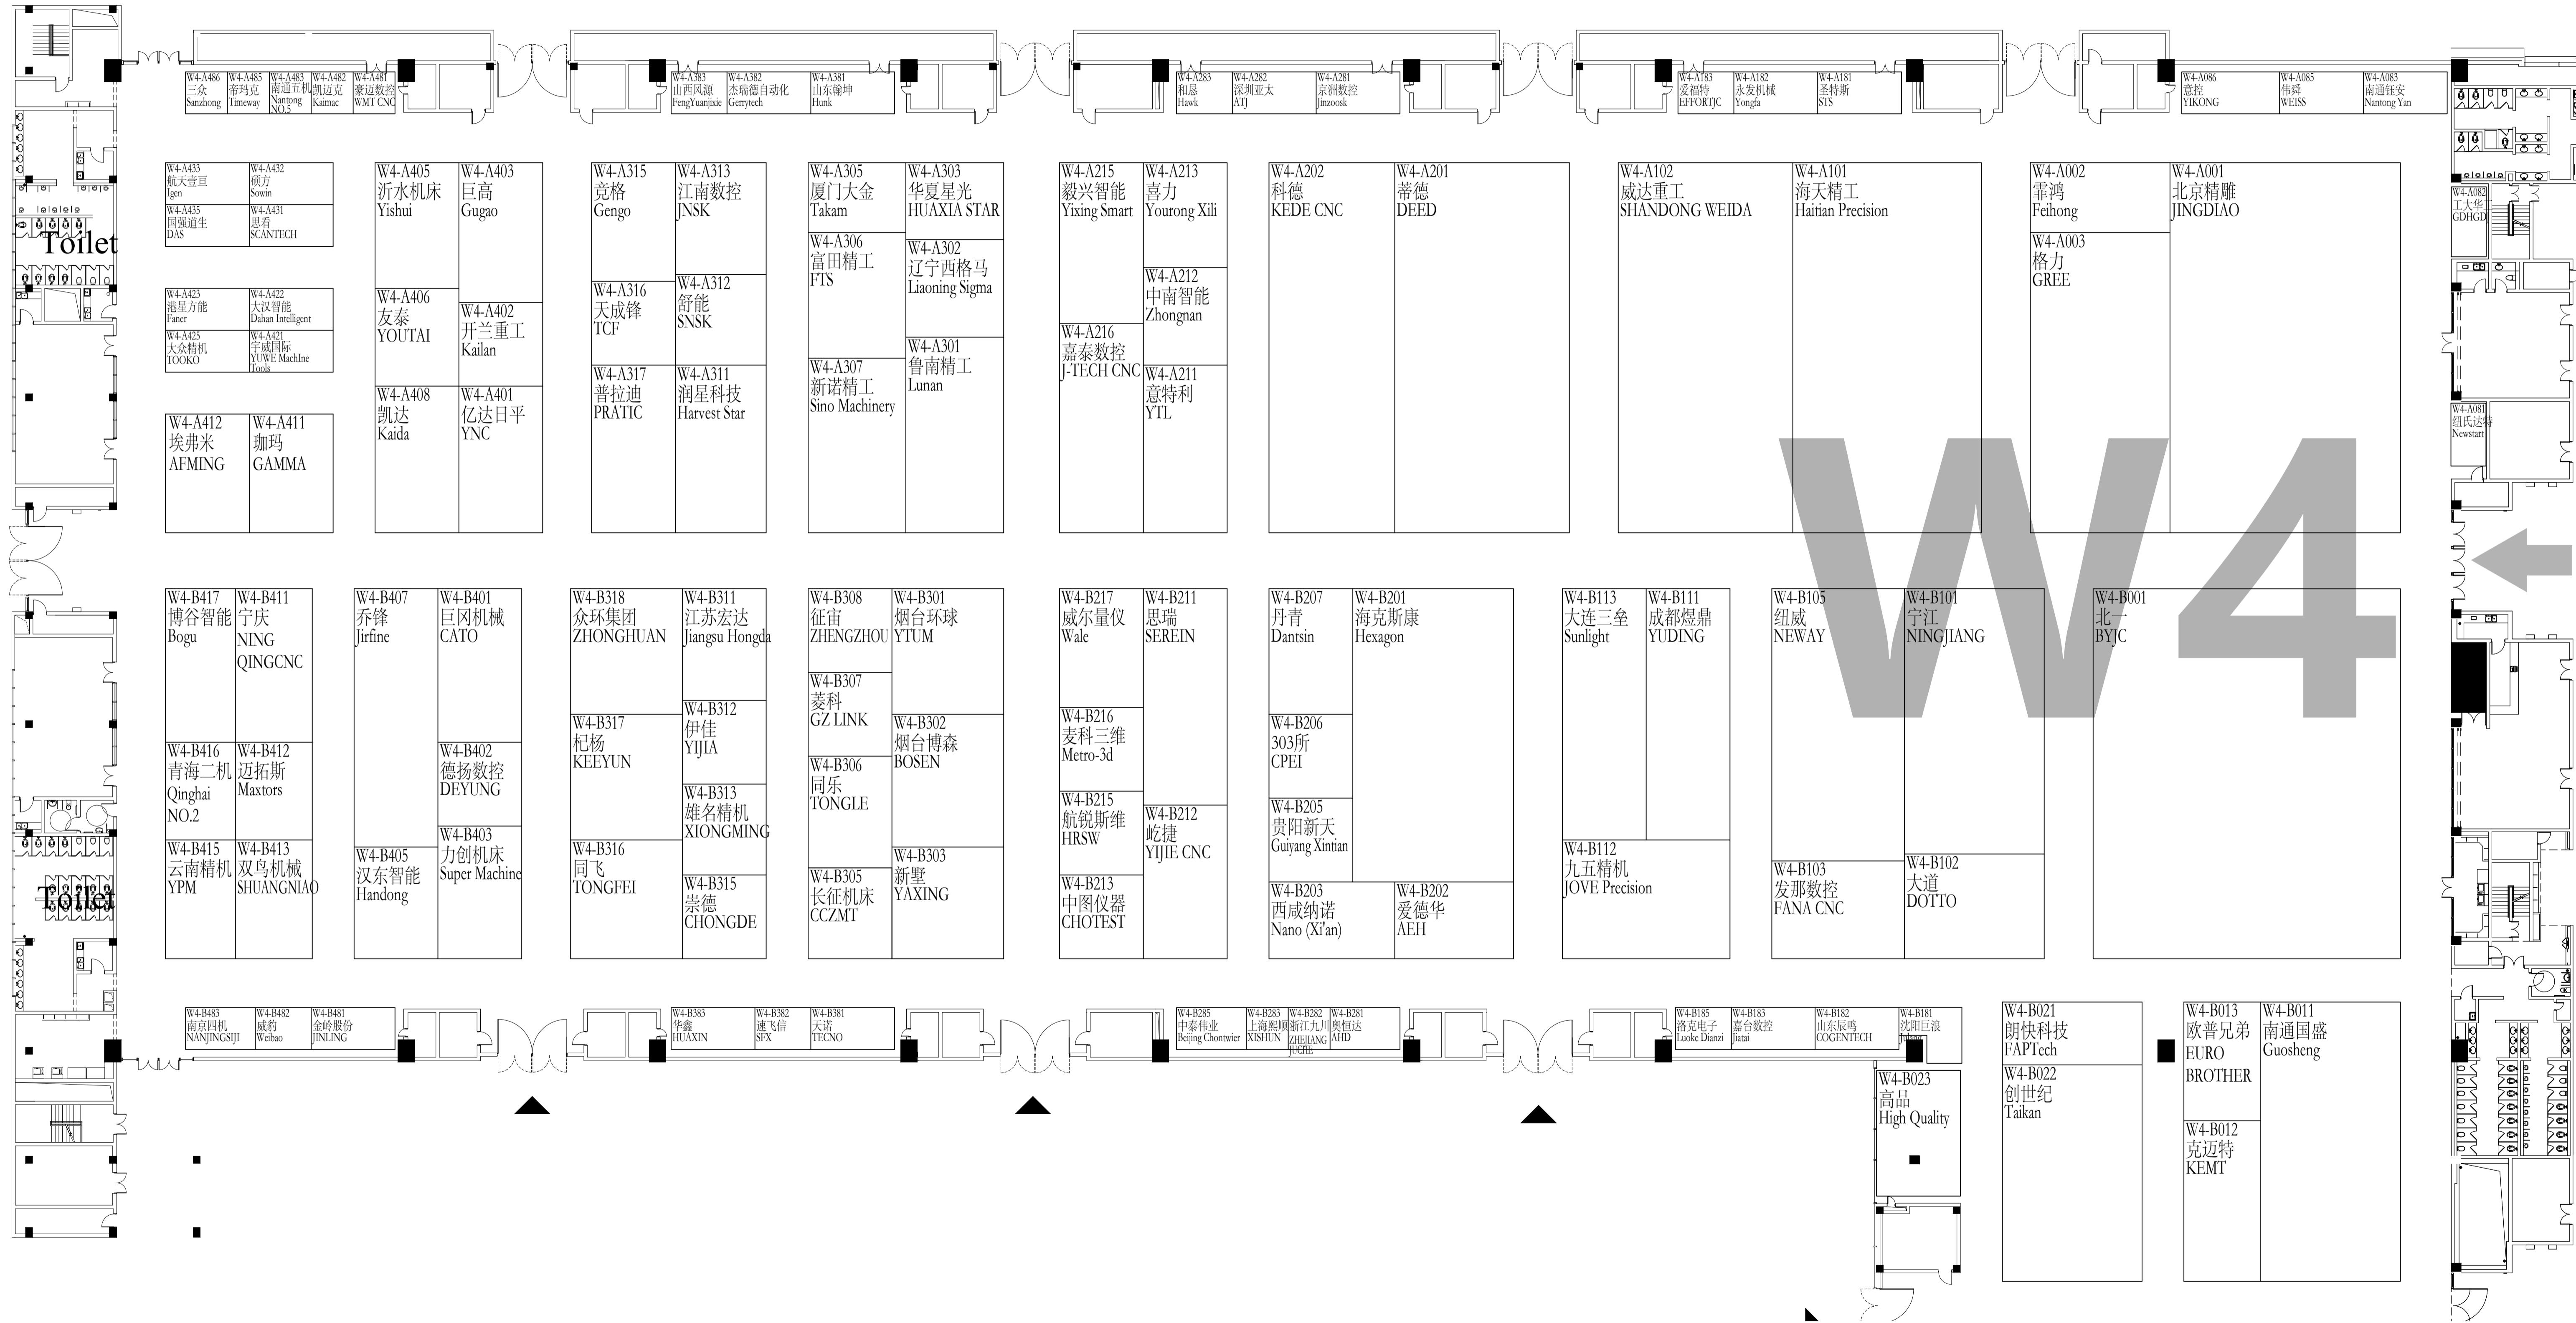 W4-A486
三众
Sanzhong
W4-A485
帝玛克
Timeway
W4-A483
南通五机
Nantong
NO.5
W4-A482
凯迈克
Kaimac
W4-A481
豪迈数控
WMT CNC
W4-A383
山西风源
FengYuanjixie
W4-A382
杰瑞德自动化
Gerrytech
W4-A381
山东翰坤
Hunk
W4-A283
和恳
Hawk
W4-A282
深圳亚太
ATJ
W4-A281
京洲数控
Jinzoosk
W4-A183
爱福特
EFFORTJC
W4-A182
永发机械
Yongfa
W4-A181
圣特斯
STS
W4-A086
意控
YIKONG
W4-A085
伟舜
WEISS
W4-A083
南通钰安
Nantong Yan
W4-A433
航天壹亘
Igen
W4-A432
硕方
Sowin
W4-A435
国强道生
DAS
W4-A431
思看
SCANTECH
Toilet
W4-A423
港星方能
Faner
W4-A422
大汉智能
Dahan Intelligent
W4-A425
大众精机
TOOKO
W4-A421
宇威国际
YUWE MachIne
Tools
W4-A412
埃弗米
AFMING
W4-A411
珈玛
GAMMA
W4-A405
沂水机床
Yishui
W4-A403
巨高
Gugao
W4-A406
友泰
YOUTAI
W4-A402
开兰重工
Kailan
W4-A408
凯达
Kaida
W4-A401
亿达日平
YNC
W4-A315
竞格
Gengo
W4-A313
江南数控
JNSK
W4-A316
天成锋
TCF
W4-A312
舒能
SNSK
W4-A317
普拉迪
PRATIC
W4-A311
润星科技
Harvest Star
W4-A305
厦门大金
Takam
W4-A303
华夏星光
HUAXIA STAR
W4-A306
富田精工
FTS
W4-A302
辽宁西格马
Liaoning Sigma
W4-A307
新诺精工
Sino Machinery
W4-A301
鲁南精工
Lunan
W4-A215
毅兴智能
Yixing Smart
W4-A213
喜力
Yourong Xili
W4-A212
中南智能
Zhongnan
W4-A216
嘉泰数控
J-TECH CNC
W4-A211
意特利
YTL
W4-A202
科德
KEDE CNC
W4-A201
蒂德
DEED
W4-A102
威达重工
SHANDONG WEIDA
W4-A101
海天精工
Haitian Precision
W4-A002
霏鸿
Feihong
W4-A003
格力
GREE
W4-A001
北京精雕
JINGDIAO
W4-A082
工大华
GDHGD
W4-A081
纽氏达特
Newstart
W4
W4-B417
博谷智能
Bogu
W4-B411
宁庆
NING
QINGCNC
W4-B416
青海二机
Qinghai
NO.2
W4-B412
迈拓斯
Maxtors
W4-B415
云南精机
YPM
W4-B413
双鸟机械
SHUANGNIAO
Toilet
W4-B407
乔锋
Jirfine
W4-B401
巨冈机械
CATO
W4-B402
德扬数控
DEYUNG
W4-B405
汉东智能
Handong
W4-B403
力创机床
Super Machine
W4-B318
众环集团
ZHONGHUAN
W4-B311
江苏宏达
Jiangsu Hongda
W4-B317
杞杨
KEEYUN
W4-B312
伊佳
YIJIA
W4-B313
雄名精机
XIONGMING
W4-B316
同飞
TONGFEI
W4-B315
崇德
CHONGDE
W4-B308
征宙
ZHENGZHOU
W4-B301
烟台环球
YTUM
W4-B307
菱科
GZ LINK
W4-B302
烟台博森
BOSEN
W4-B306
同乐
TONGLE
W4-B305
长征机床
CCZMT
W4-B303
新墅
YAXING
W4-B217
威尔量仪
Wale
W4-B211
思瑞
SEREIN
W4-B216
麦科三维
Metro-3d
W4-B215
航锐斯维
HRSW
W4-B212
屹捷
YIJIE CNC
W4-B213
中图仪器
CHOTEST
W4-B207
丹青
Dantsin
W4-B201
海克斯康
Hexagon
W4-B206
303所
CPEI
W4-B205
贵阳新天
Guiyang Xintian
W4-B203
西咸纳诺
Nano (Xi'an)
W4-B202
爱德华
AEH
W4-B113
大连三垒
Sunlight
W4-B111
成都煜鼎
YUDING
W4-B112
九五精机
JOVE Precision
W4-B105
纽威
NEWAY
W4-B101
宁江
NINGJIANG
W4-B103
发那数控
FANA CNC
W4-B102
大道
DOTTO
W4-B001
北一
BYJC
W4-B483
南京四机
NANJINGSIJI
W4-B482
威豹
Weibao
W4-B481
金岭股份
JINLING
W4-B383
华鑫
HUAXIN
W4-B382
速飞信
SFX
W4-B381
天诺
TECNO
W4-B285
中泰伟业
Beijing Chontwier
W4-B283
上海熙顺
XISHUN
W4-B282
浙江九川
ZHEJIANG
W4-B281
奥恒达
AHD
W4-B185
洛克电子
Luoke Dianzi
W4-B183
嘉台数控
Jiatai
W4-B182
山东辰鸣
COGENTECH
W4-B181
沈阳巨浪
W4-B023
高品
High Quality
W4-B021
朗快科技
FAPTech
W4-B022
创世纪
Taikan
W4-B013
欧普兄弟
EURO
BROTHER
W4-B011
南通国盛
Guosheng
W4-B012
克迈特
KEMT